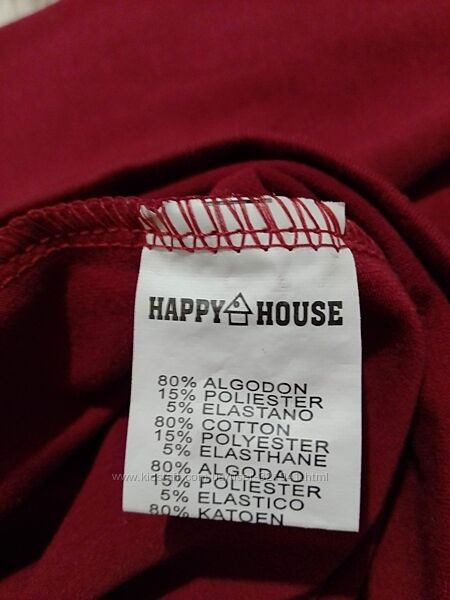 HAPPY HOUSE
80% ALGODON
15% POLIESTER
5% ELASTANO
80% COTTON
15% POLYESTER
5% ELASTHANE
80% ALGODAO
15% POLIESTER
5% ELASTICO
80% KATOEN